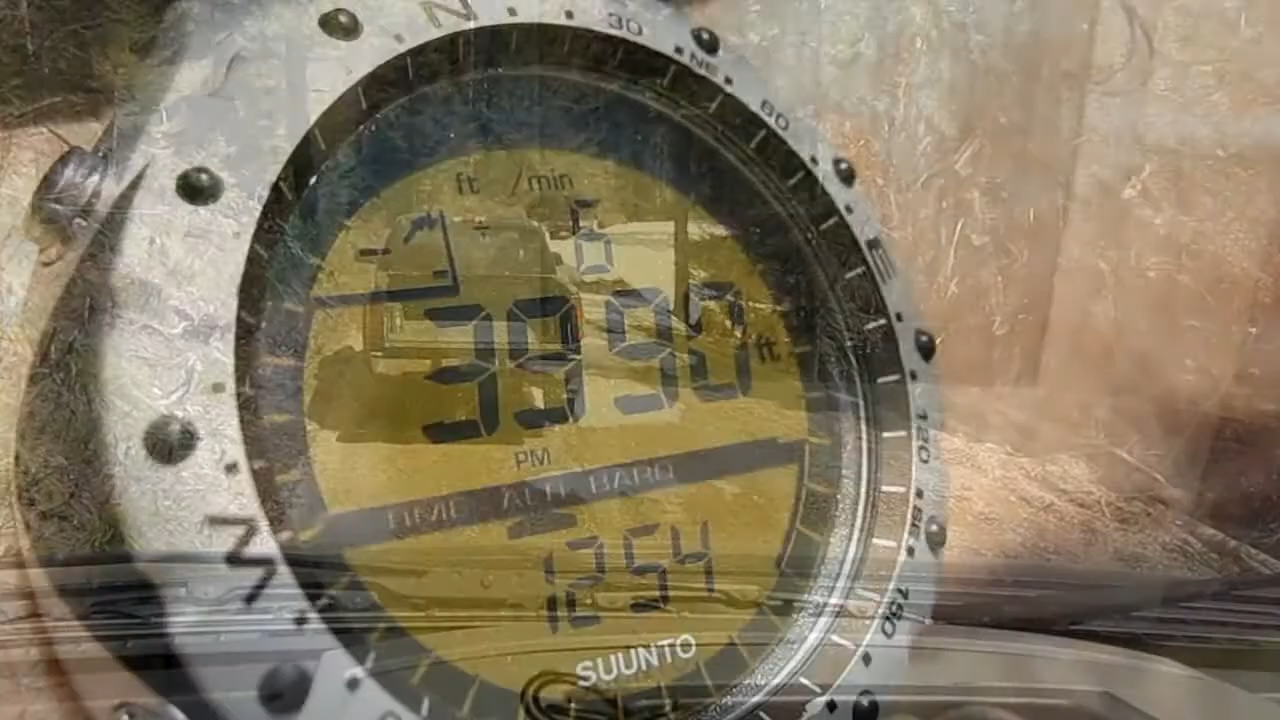 N 30 NE 60
E
ft /min
0
3990 ft
PM
TIME ALTI BARO
12 54
SUUNTO
W
120
SE
150